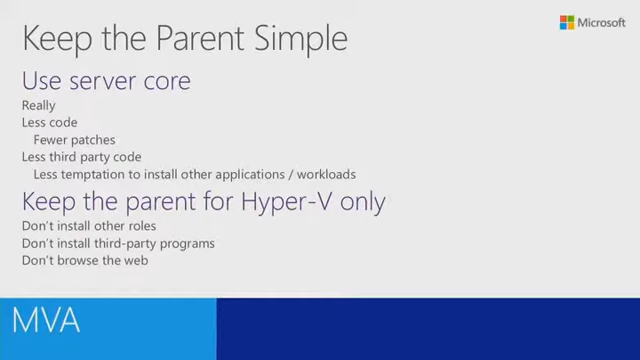 Keep the Parent Simple
Microsoft
Use server core
Really
Less code
Fewer patches
Less third party code
Less temptation to install other applications / workloads
Keep the parent for Hyper-V only
Don't install other roles
Don't install third-party programs
Don't browse the web
MVA